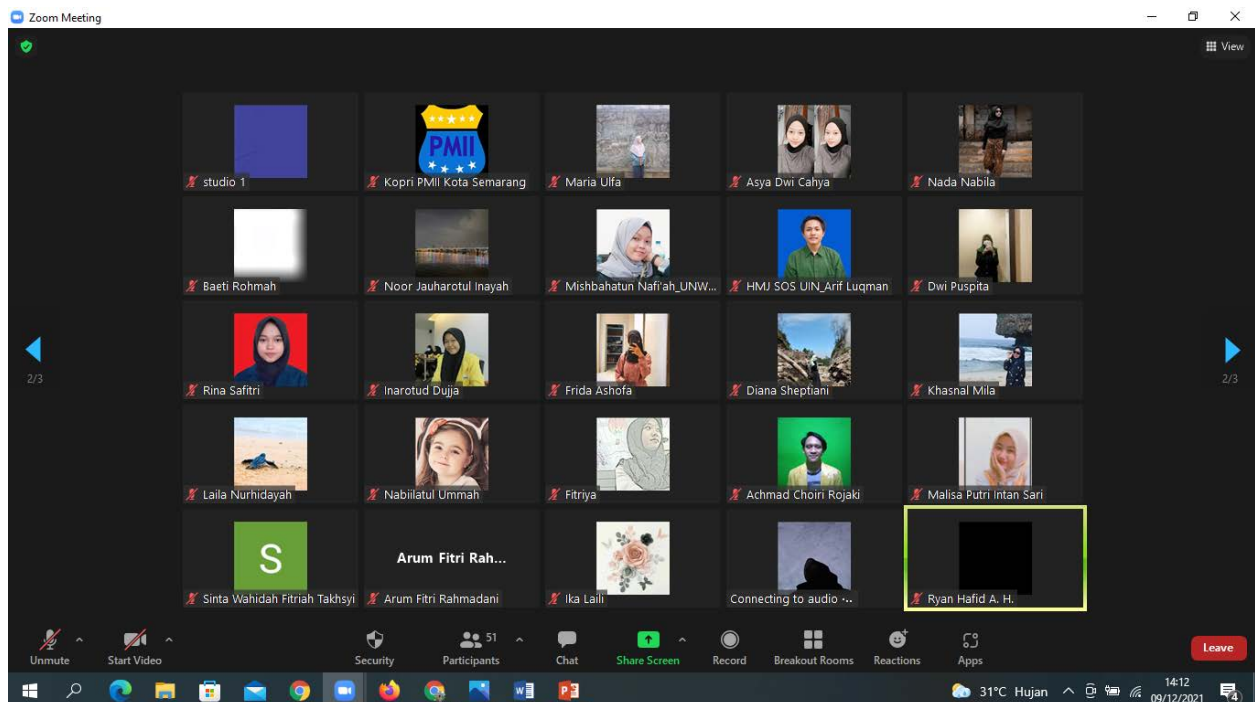 Zoom Meeting
View
PMII
studio 1
Kopri PMII Kota Semarang
Maria Ulfa
Asya Dwi Cahya
Nada Nabila
Baeti Rohmah
Noor Jauharotul Inayah
Mishbahatun Nafi'ah_UNW...
HMJ SOS UIN_Arif Luqman
Dwi Puspita
Rina Safitri
Inarotud Dujja
Frida Ashofa
Diana Sheptiani
Khasnal Mila
2/3
2/3
Laila Nurhidayah
Nabiilatul Ummah
Fitriya
Achmad Choiri Rojaki
Malisa Putri Intan Sari
S
Arum Fitri Rah...
Sinta Wahidah Fitriah Takhsyi
Arum Fitri Rahmadani
Ika Laili
Connecting to audio ...
Ryan Hafid A. H.
Unmute
Start Video
Security
51
Participants
Chat
Share Screen
Record
Breakout Rooms
Reactions
Apps
Leave
31°C Hujan
14:12
09/12/2021
4